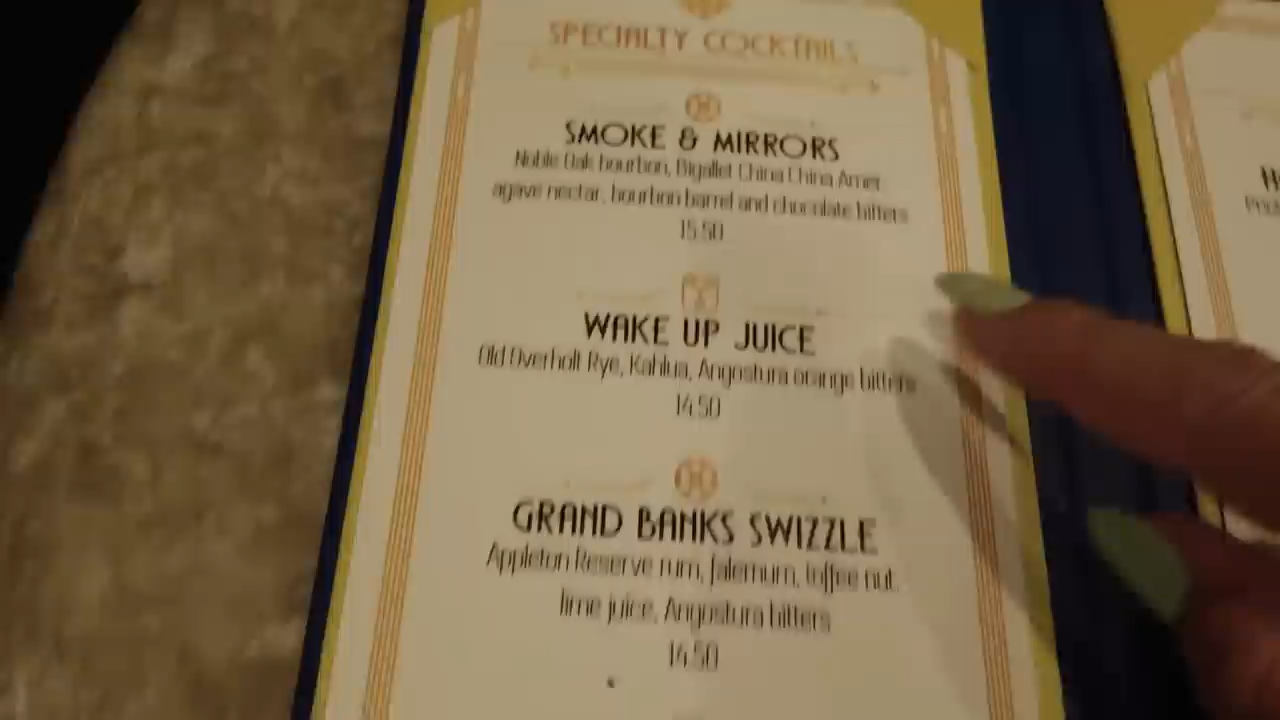 SPECIALTY COCKTAILS
SMOKE & MIRRORS
Noble Oak bourbon, Bigallet China China Amer
agave nectar, bourbon barrel and chocolate bitters
15.50
WAKE UP JUICE
Old Overholt Rye, Kahlua, Angostura orange bitters
14.50
GRAND BANKS SWIZZLE
Appleton Reserve rum, falernum, toffee nut,
lime juice, Angostura bitters
14.50